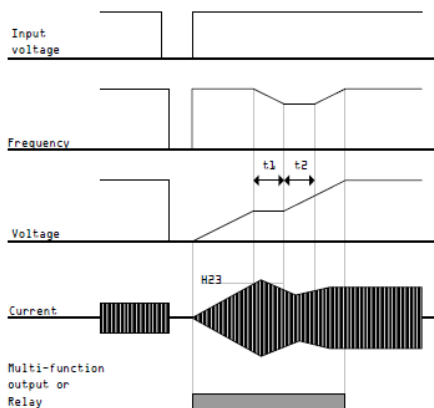 Input
voltage
Frequency
t1
t2
Voltage
H23
Current
Multi-function
output or
Relay